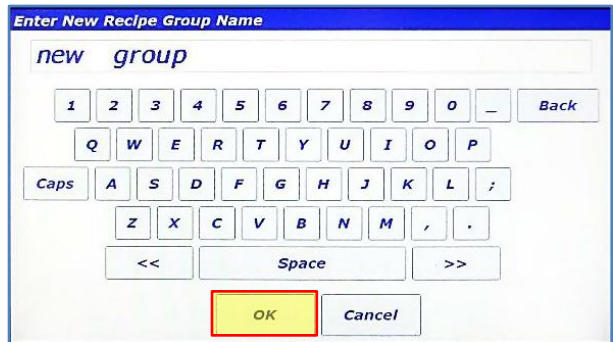 Enter New Recipe Group Name
new group
1 2 3 4 5 6 7 8 9 0 _ Back
Q W E R T Y U I O P
Caps A S D F G H J K L ;
Z X C V B N M , .
<< Space >>
OK Cancel